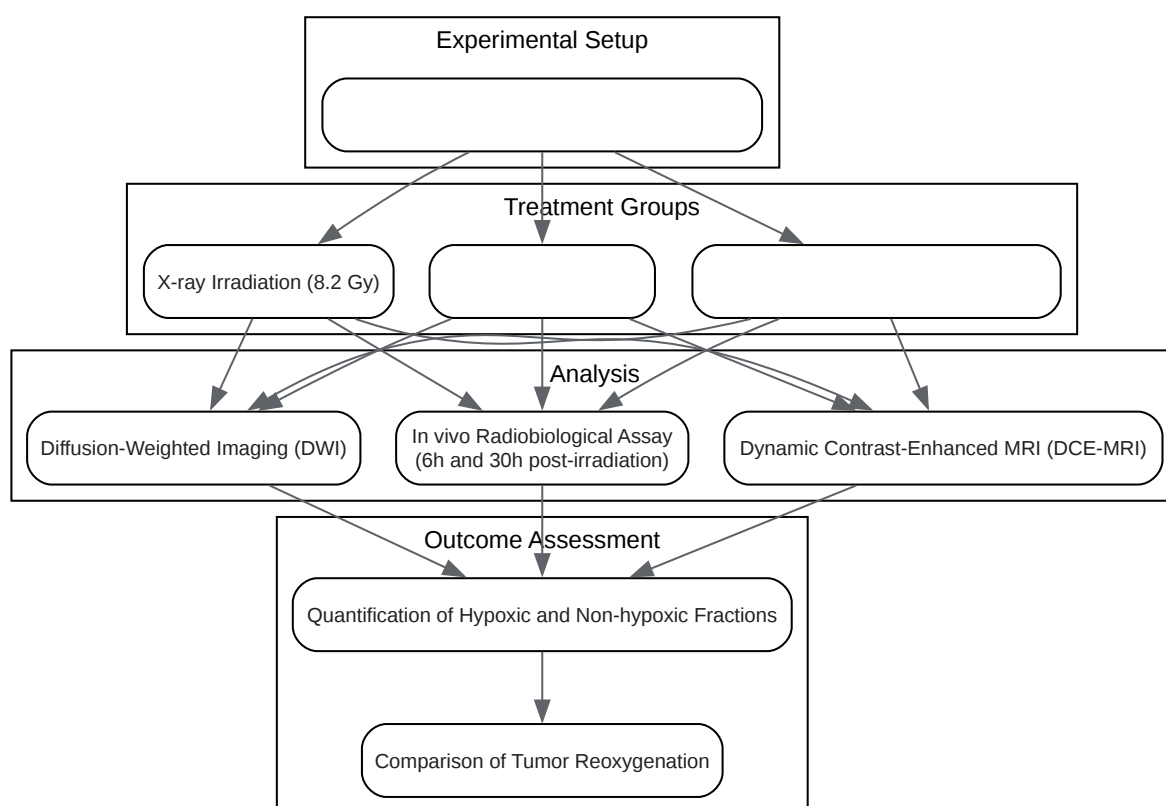 Experimental Setup
Treatment Groups
X-ray Irradiation (8.2 Gy)
Analysis
Diffusion-Weighted Imaging (DWI)
In vivo Radiobiological Assay
(6h and 30h post-irradiation)
Dynamic Contrast-Enhanced MRI (DCE-MRI)
Outcome Assessment
Quantification of Hypoxic and Non-hypoxic Fractions
Comparison of Tumor Reoxygenation